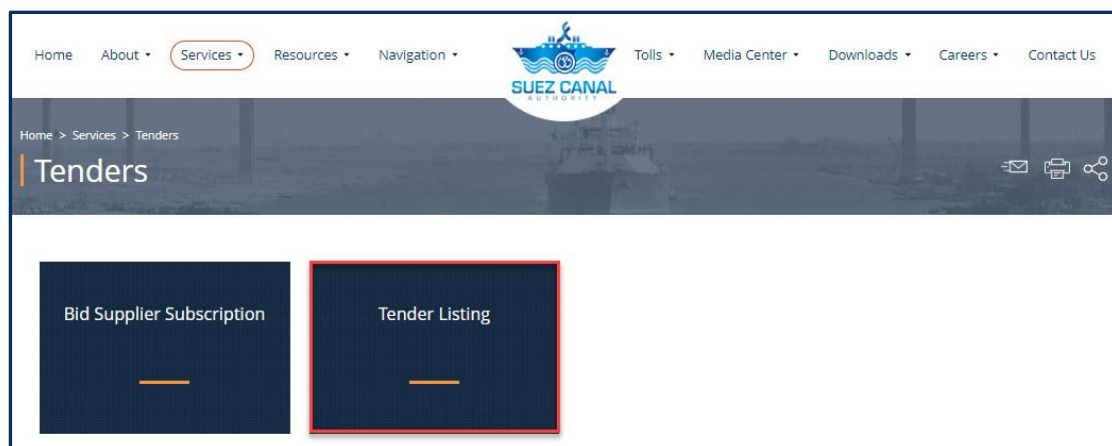 Home About Services Resources Navigation Tolls Media Center Downloads Careers Contact Us
SUEZ CANAL
AUTHORITY
Home > Services > Tenders
Tenders
Bid Supplier Subscription
Tender Listing